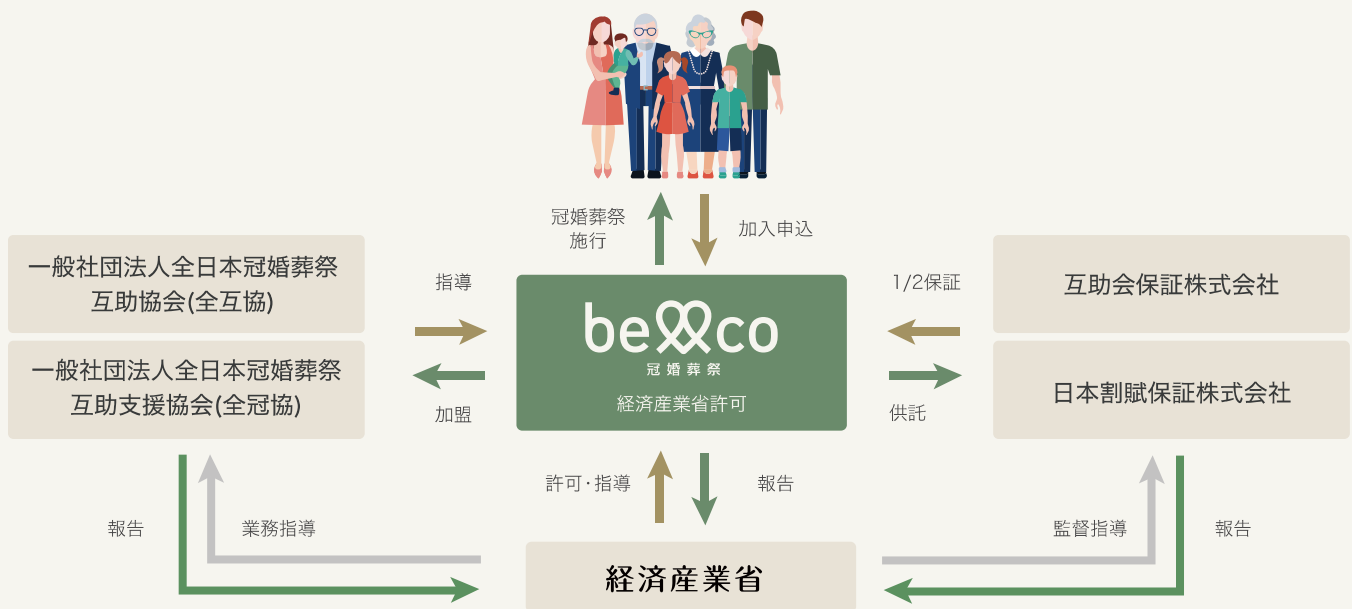 冠婚葬祭
施行
加入申込
一般社団法人全日本冠婚葬祭
互助協会(全互協)
一般社団法人全日本冠婚葬祭
互助支援協会(全冠協)
指導
加盟
bellco
冠婚葬祭
経済産業省許可
1/2保証
供託
互助会保証株式会社
日本割賦保証株式会社
許可・指導
報告
報告
業務指導
監督指導
報告
経済産業省